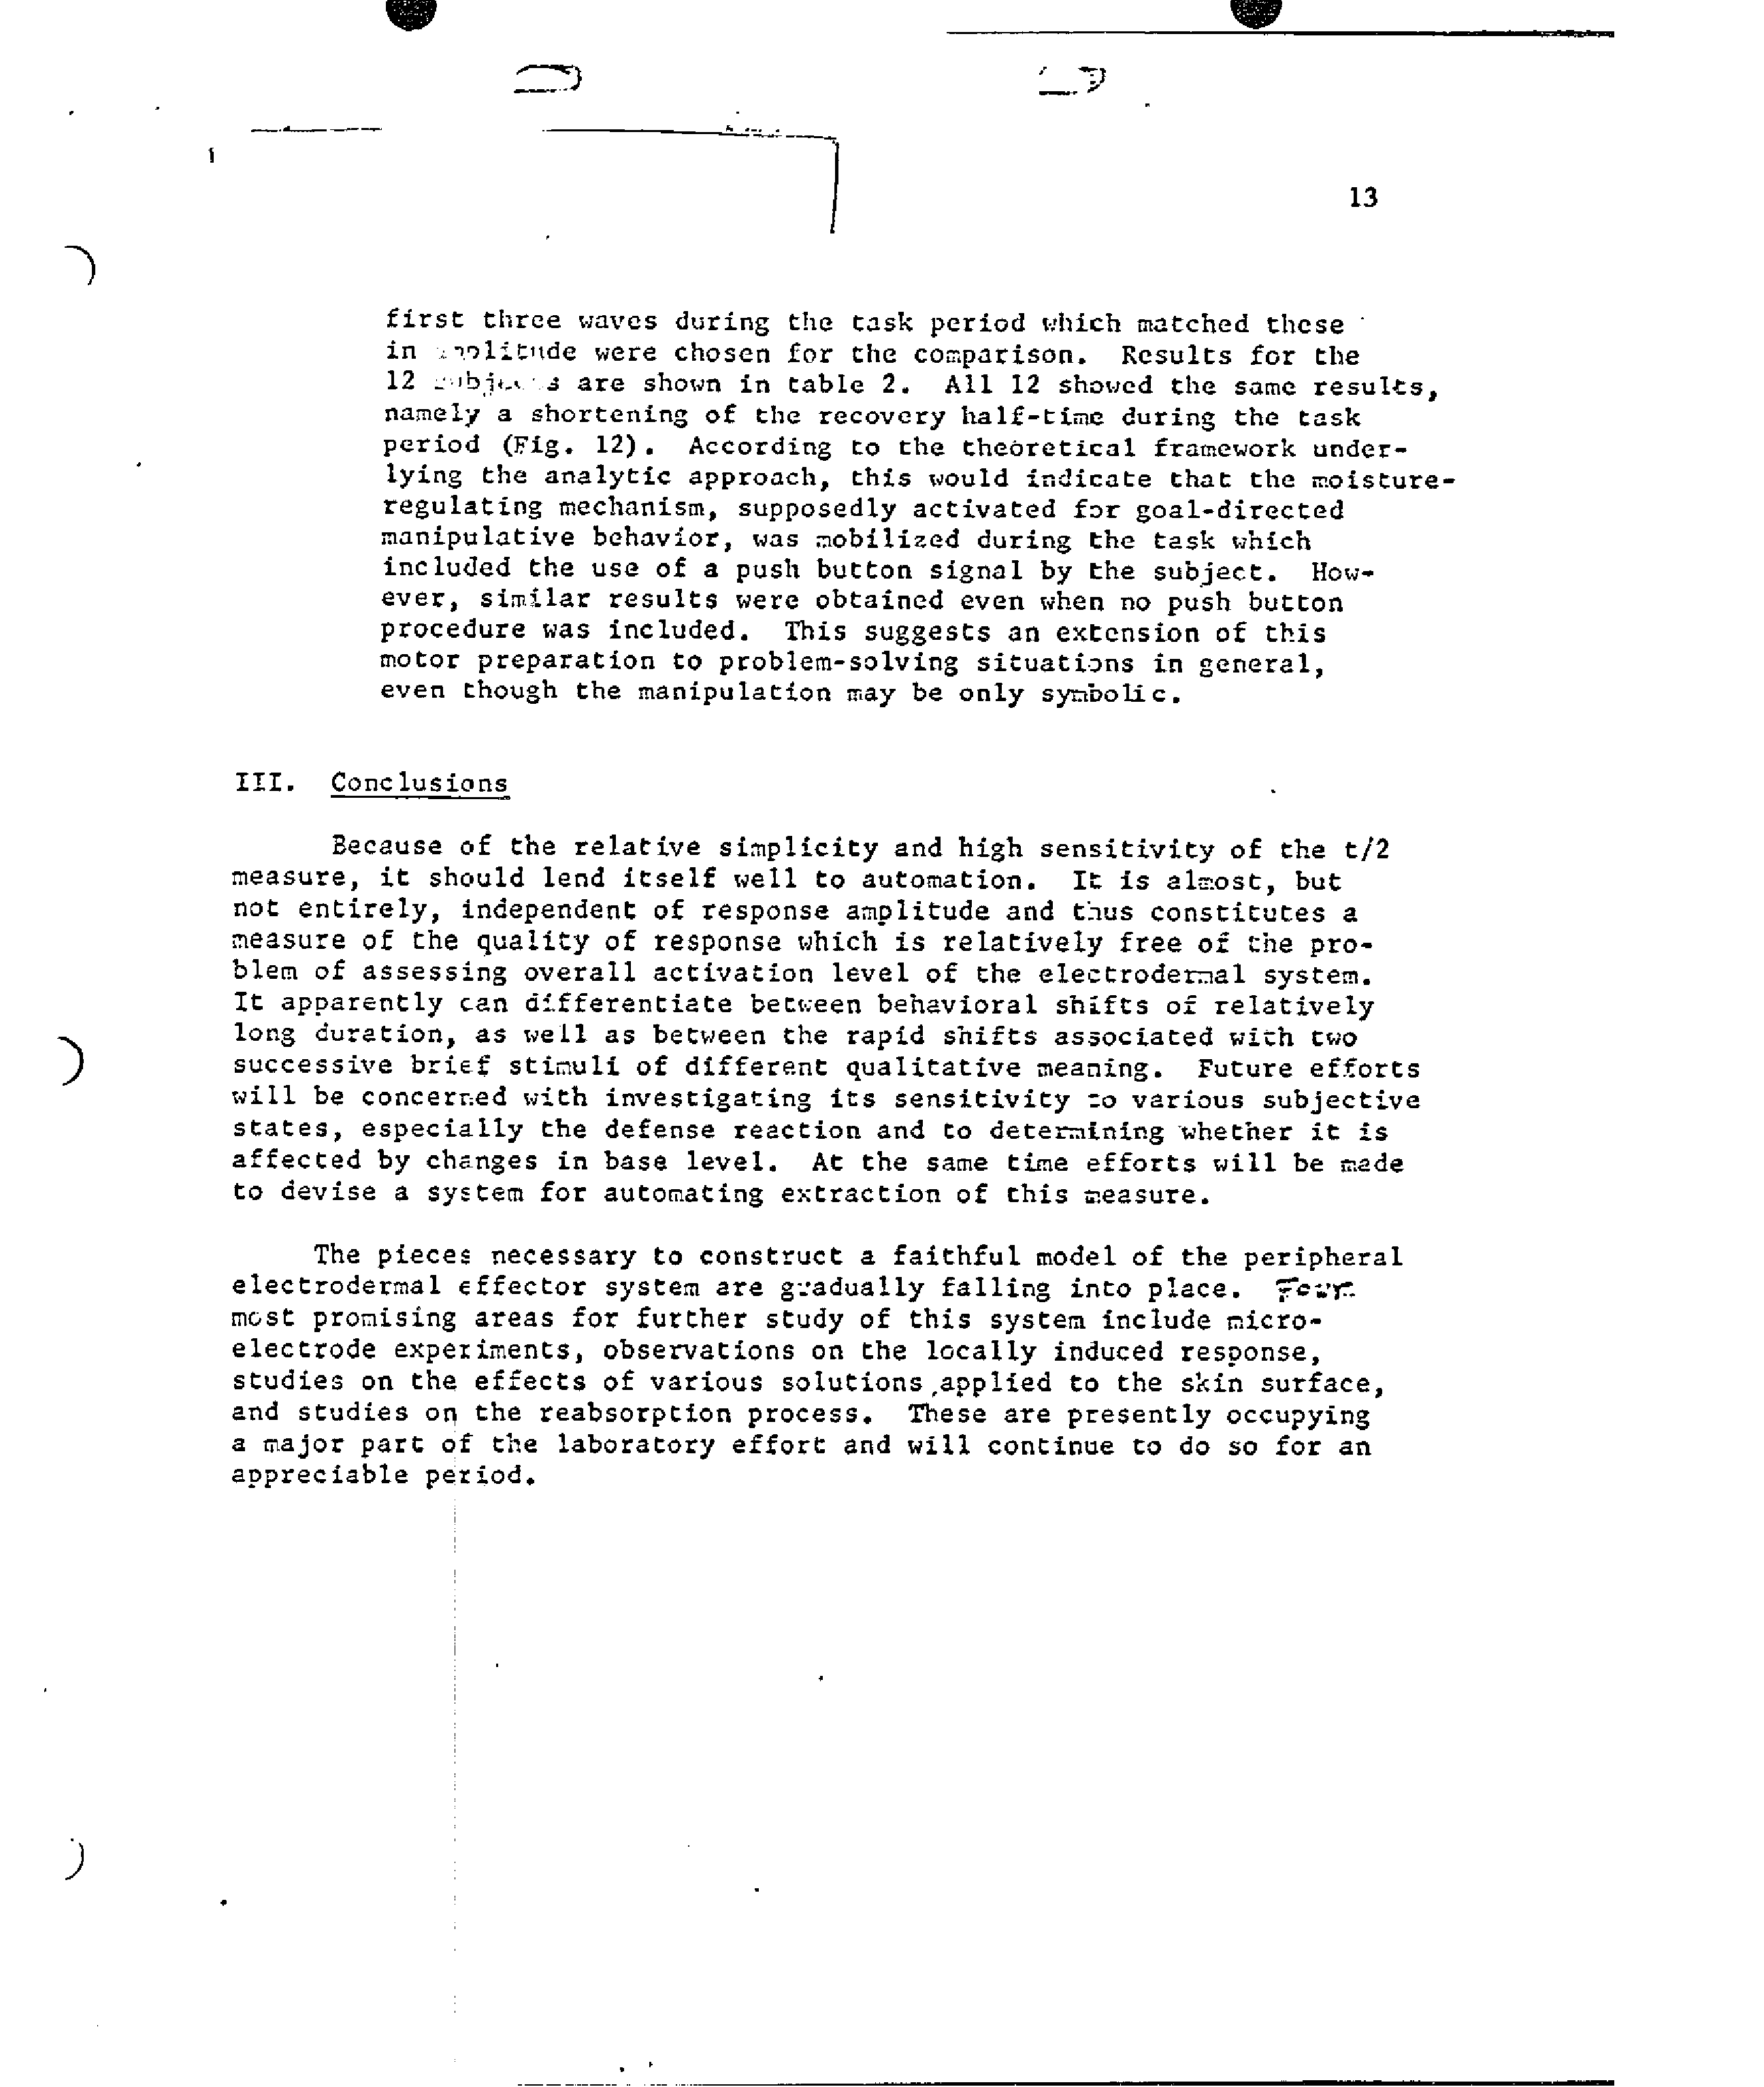 13
first three waves during the task period which matched these
in were chosen for the comparison. Results for the
12 are shown in table 2. All 12 showed the same results,
namely a shortening of the recovery half-time during the task
period (Fig. 12). According to the theoretical framework under-
lying the analytic approach, this would indicate that the moisture-
regulating mechanism, supposedly activated for goal-directed
manipulative behavior, was mobilized during the task which
included the use of a push button signal by the subject. How-
ever, similar results were obtained even when no push button
procedure was included. This suggests an extension of this
motor preparation to problem-solving situations in general,
even though the manipulation may be only symbolic.
III. Conclusions
Because of the relative simplicity and high sensitivity of the t/2
measure, it should lend itself well to automation. It is almost, but
not entirely, independent of response amplitude and thus constitutes a
measure of the quality of response which is relatively free of the pro-
blem of assessing overall activation level of the electrodermal system.
It apparently can differentiate between behavioral shifts of relatively
long duration, as well as between the rapid shifts associated with two
successive brief stimuli of different qualitative meaning. Future efforts
will be concerned with investigating its sensitivity to various subjective
states, especially the defense reaction and to determining whether it is
affected by changes in base level. At the same time efforts will be made
to devise a system for automating extraction of this measure.
The pieces necessary to construct a faithful model of the peripheral
electrodermal effector system are gradually falling into place. Four
most promising areas for further study of this system include micro-
electrode experiments, observations on the locally induced response,
studies on the effects of various solutions applied to the skin surface,
and studies on the reabsorption process. These are presently occupying
a major part of the laboratory effort and will continue to do so for an
appreciable period.